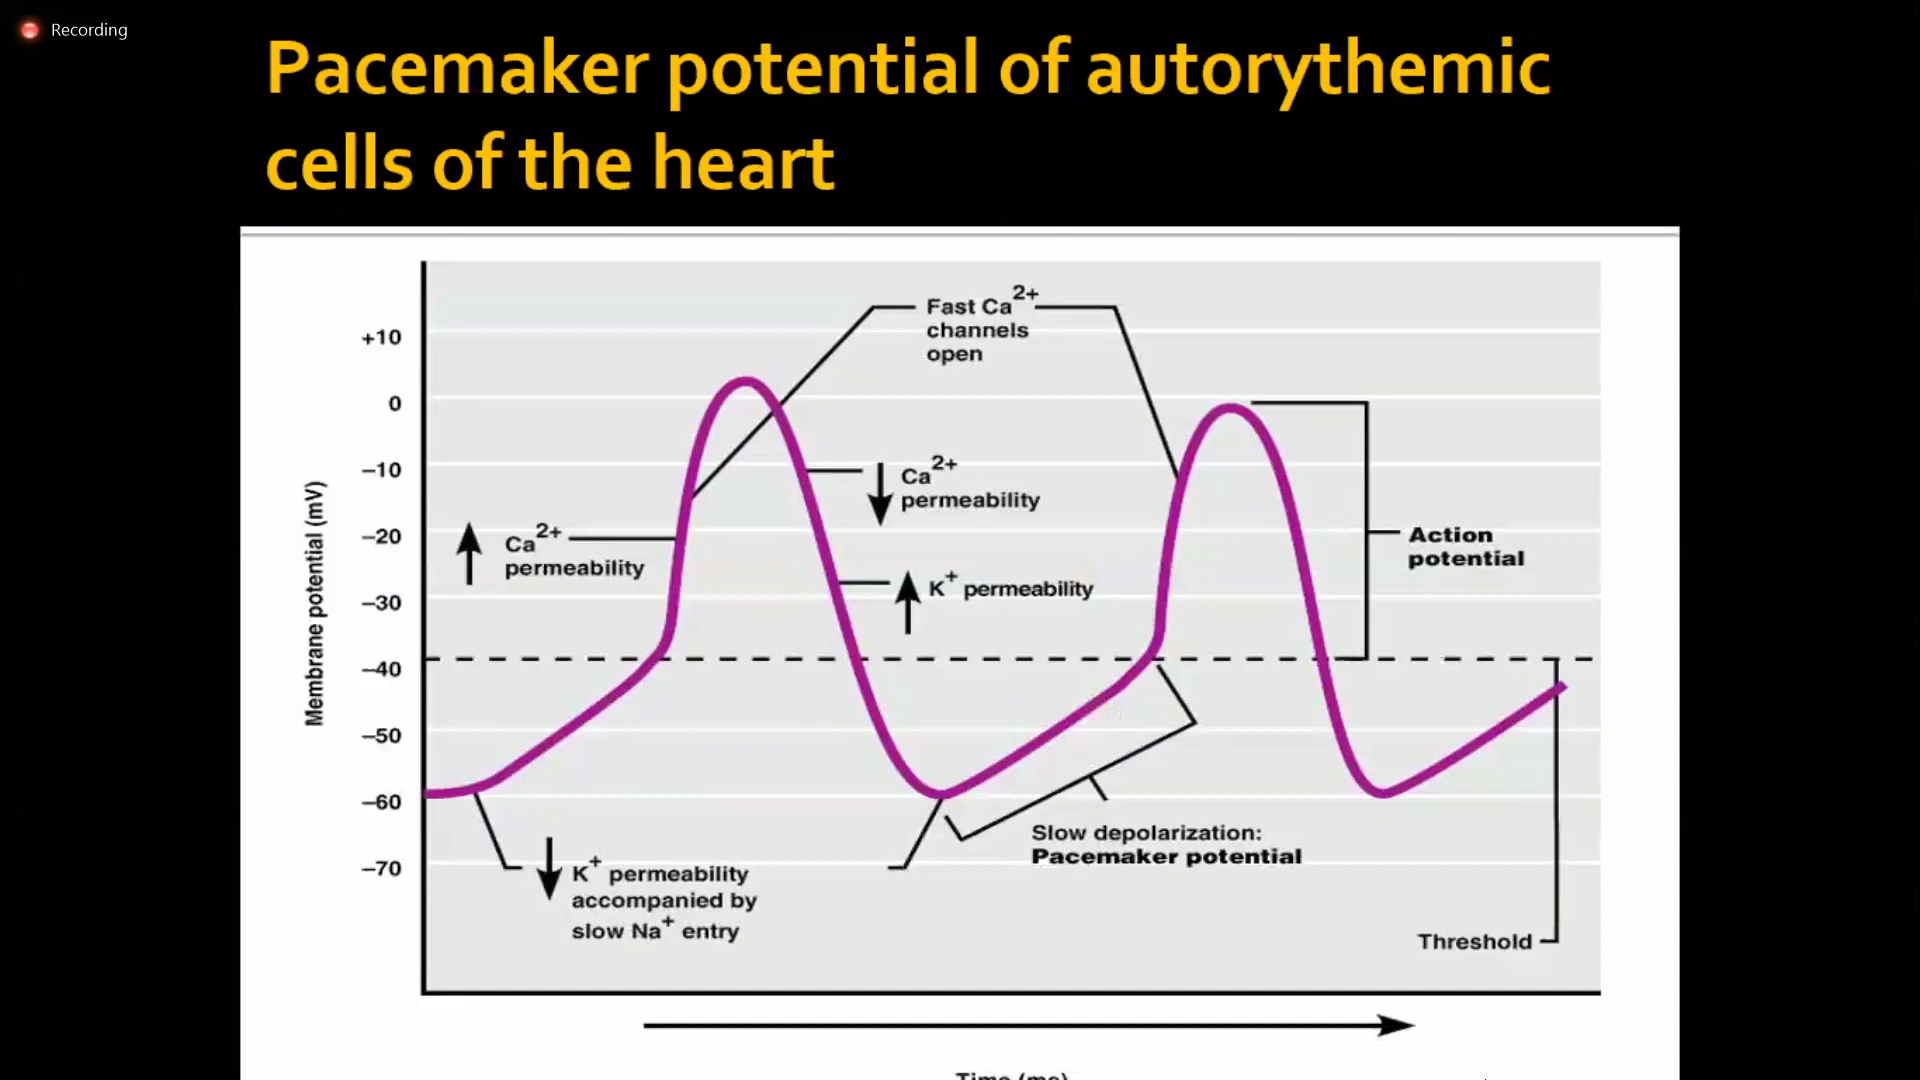 Recording
Pacemaker potential of autorythemic
cells of the heart
Fast Ca2+
channels
open
+10
0
–10
–20
–30
–40
–50
–60
–70
Membrane potential (mV)
Ca2+
permeability
Ca2+
permeability
K+ permeability
Action
potential
Slow depolarization:
Pacemaker potential
K+ permeability
accompanied by
slow Na+ entry
Threshold
Time (ms)